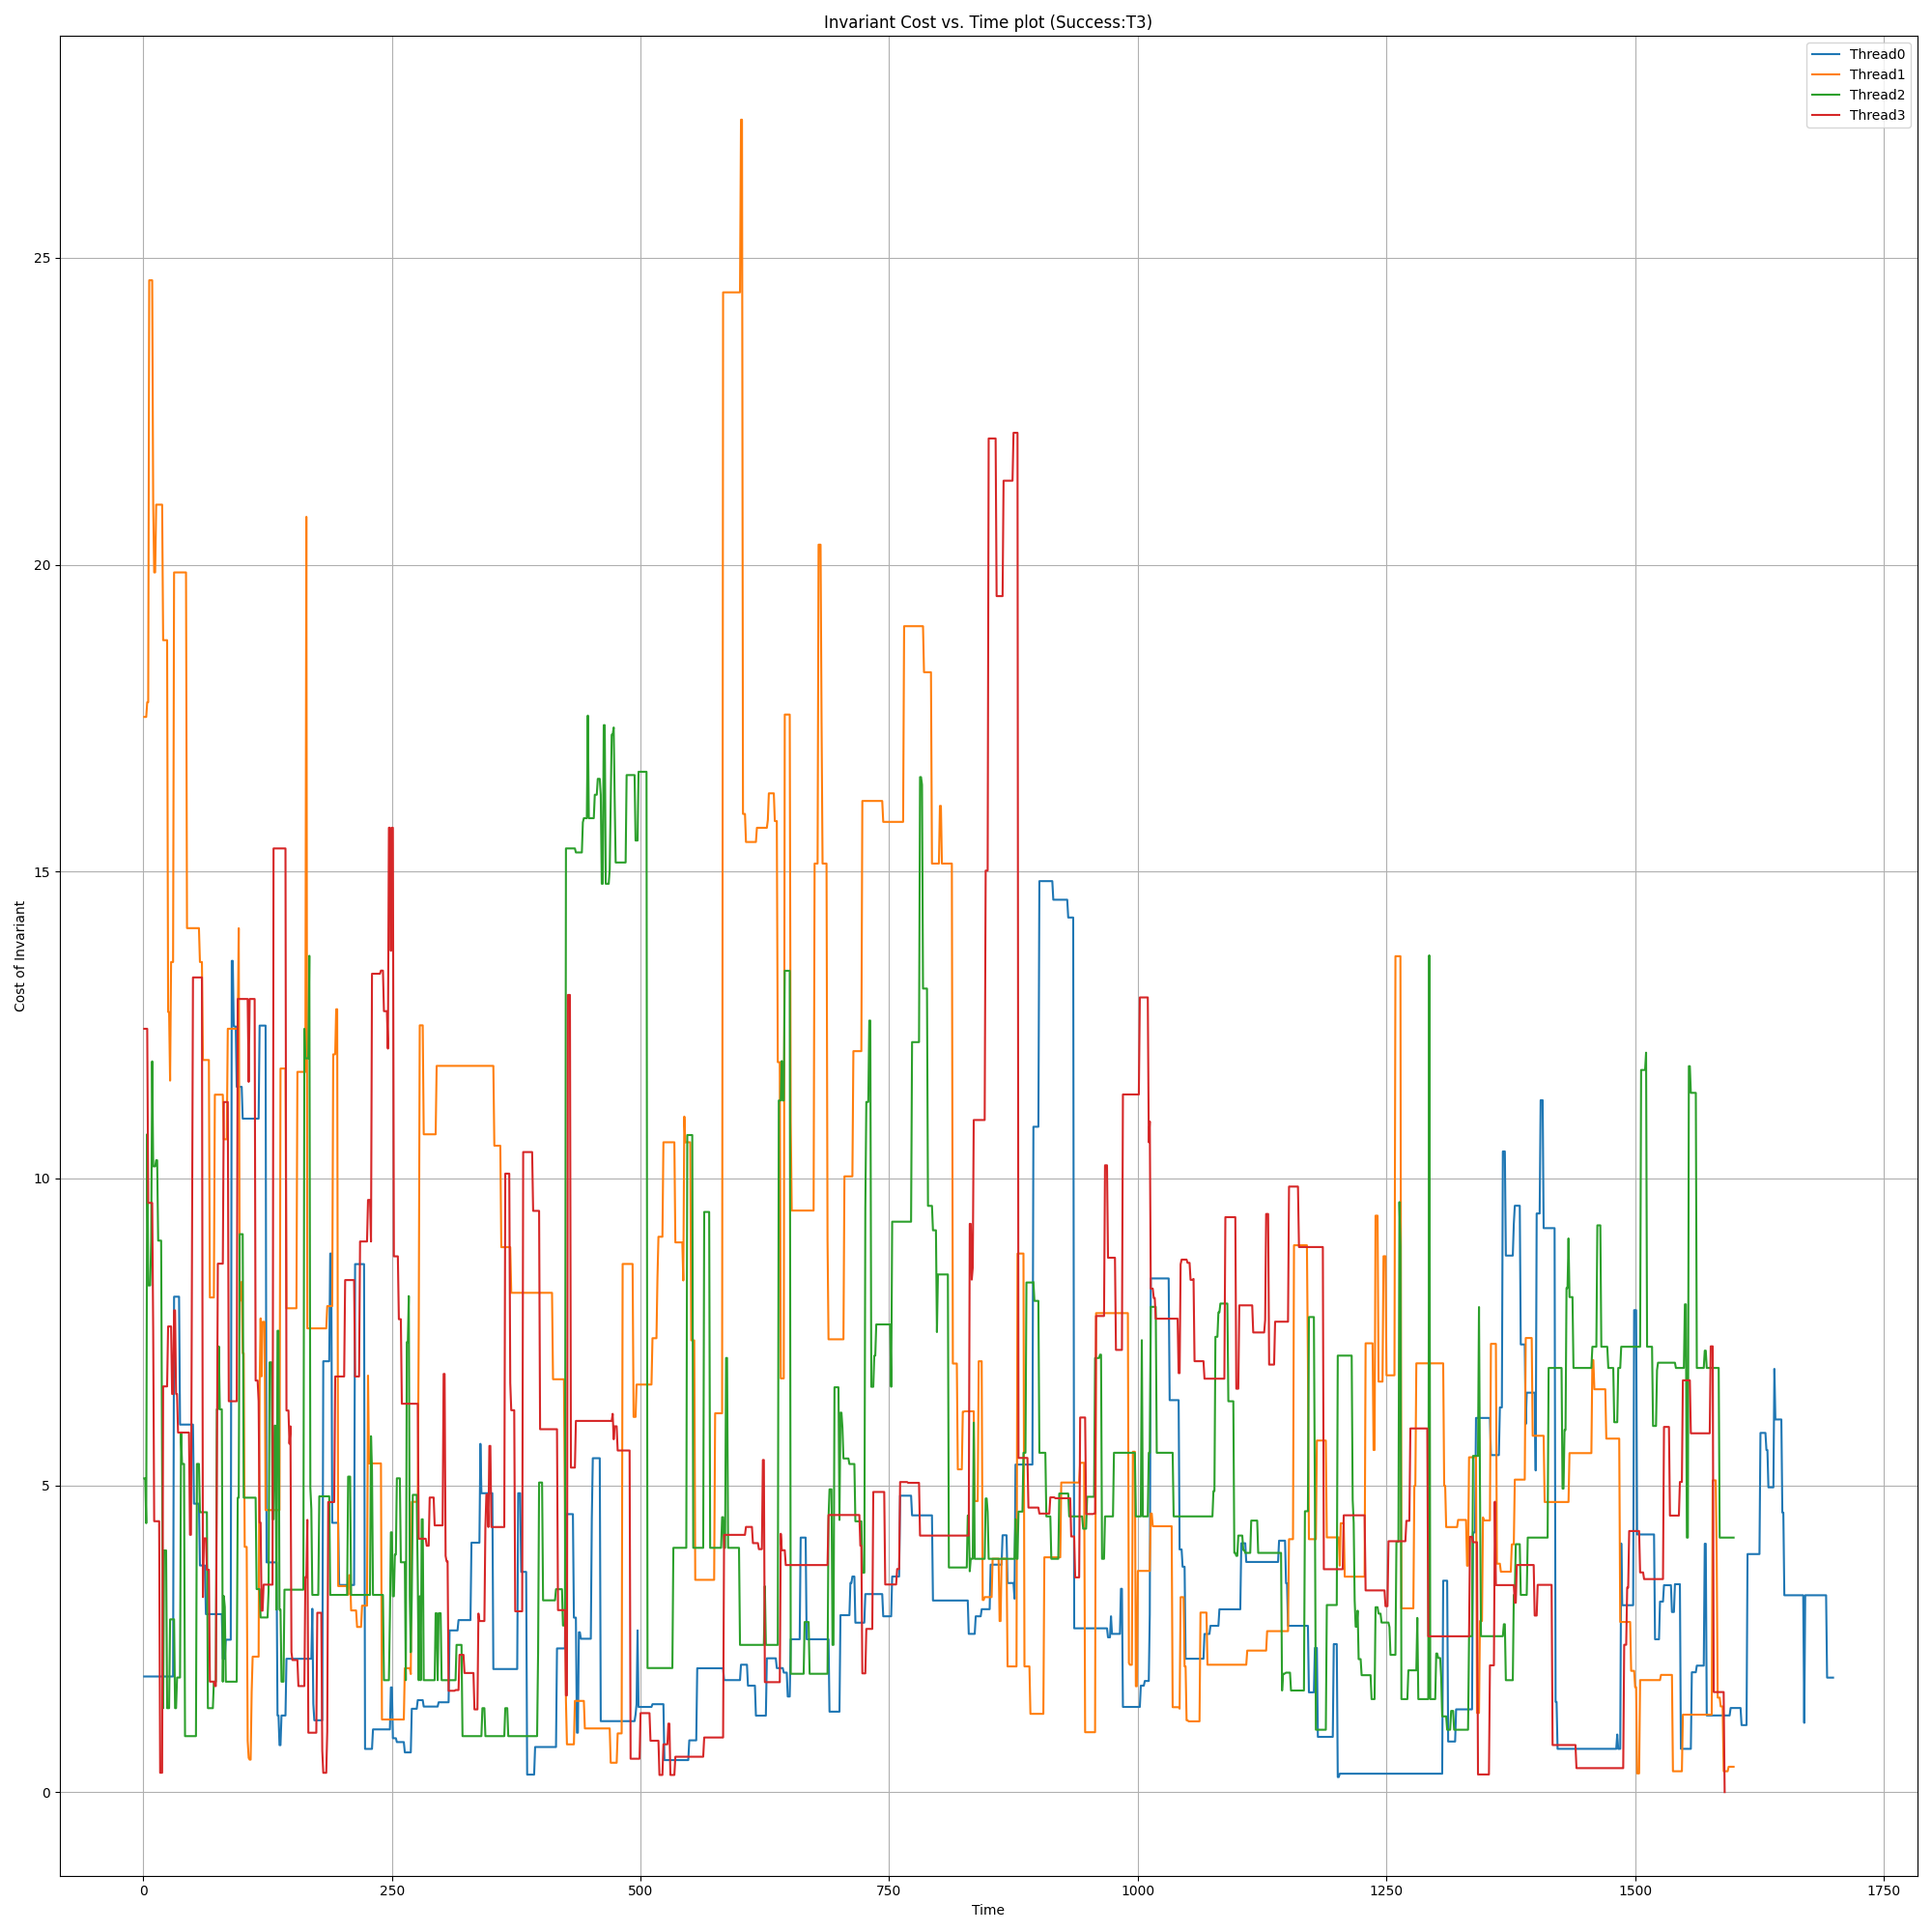 Invariant Cost vs. Time plot (Success:T3)
Thread0
Thread1
Thread2
Thread3
Cost of Invariant
25
20
15
10
5
0
0 250 500 750 1000 1250 1500 1750
Time